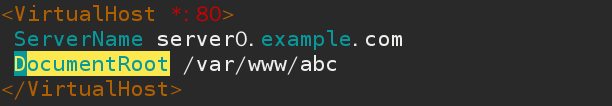 <VirtualHost *:80>
ServerName server0.example.com
DocumentRoot /var/www/abc
</VirtualHost>